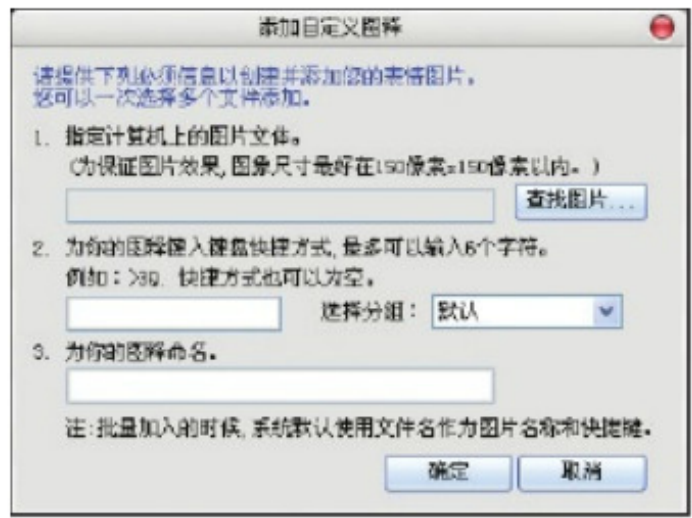 添加自定义图释
请提供下列必须信息以创建并添加您的表情图片。
您可以一次选择多个文件添加。
1. 指定计算机上的图片文件。
(为保证图片效果, 图象尺寸最好在150像素×150像素以内。)
查找图片...
2. 为你的图释键入键盘快捷方式, 最多可以输入6个字符。
例如：>3@. 快捷方式也可以为空。
选择分组： 默认
3. 为你的图释命名。
注:批量加入的时候, 系统默认使用文件名作为图片名称和快捷键。
确定 取消